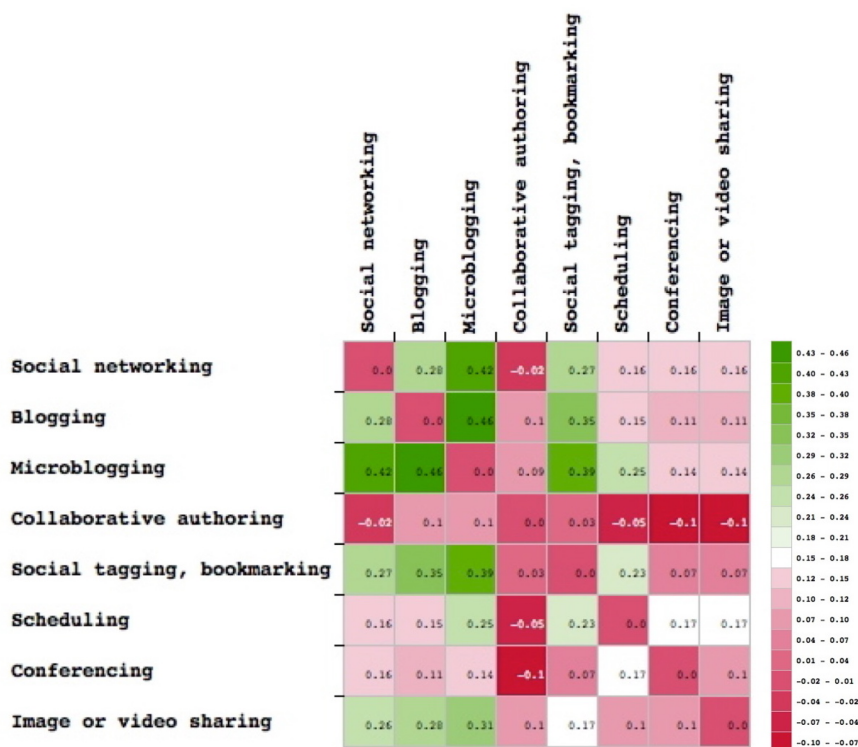 Social networking
Blogging
Microblogging
Collaborative authoring
Social tagging, bookmarking
Scheduling
Conferencing
Image or video sharing
Social networking 0.0 0.28 0.42 -0.02 0.27 0.16 0.16 0.16
Blogging 0.28 0.0 0.46 0.1 0.35 0.15 0.11 0.11
Microblogging 0.42 0.46 0.0 0.09 0.39 0.25 0.14 0.14
Collaborative authoring -0.02 0.1 0.1 0.0 0.03 -0.05 -0.1 -0.1
Social tagging, bookmarking 0.27 0.35 0.39 0.03 0.0 0.23 0.07 0.07
Scheduling 0.16 0.15 0.25 -0.05 0.23 0.0 0.17 0.17
Conferencing 0.16 0.11 0.14 -0.1 0.07 0.17 0.0 0.1
Image or video sharing 0.26 0.28 0.31 0.1 0.17 0.1 0.1 0.0
0.43 - 0.46
0.40 - 0.43
0.38 - 0.40
0.35 - 0.38
0.32 - 0.35
0.29 - 0.32
0.26 - 0.29
0.24 - 0.26
0.21 - 0.24
0.18 - 0.21
0.15 - 0.18
0.12 - 0.15
0.10 - 0.12
0.07 - 0.10
0.04 - 0.07
0.01 - 0.04
-0.02 - 0.01
-0.04 - -0.02
-0.07 - -0.04
-0.10 - -0.07